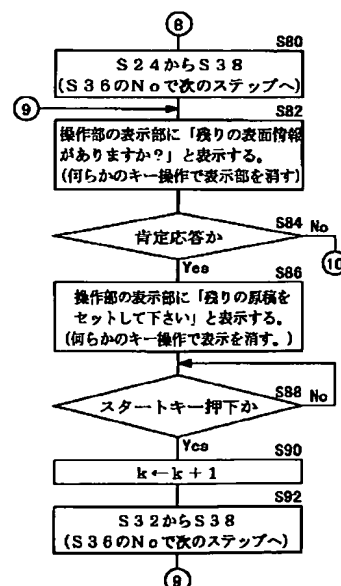 ⑧
S80
S24からS38
(S36のNoで次のステップへ)
⑨
S82
操作部の表示部に「残りの表面情報
がありますか?」と表示する。
(何らかのキー操作で表示部を消す)
S84 No
肯定応答か
⑩
Yes
S86
操作部の表示部に「残りの原稿を
セットして下さい」と表示する。
(何らかのキー操作で表示を消す。)
S88 No
スタートキー押下か
Yes
S90
k←k+1
S92
S32からS38
(S36のNoで次のステップへ)
⑨